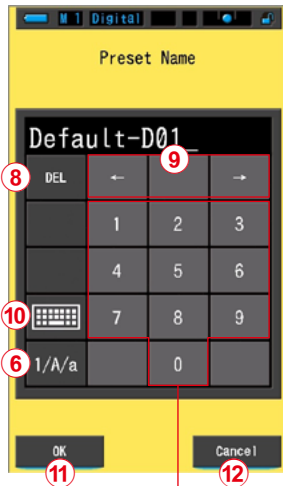 M 1 Digital
Preset Name
Default-D01_
8 DEL ← 9 →
1 2 3
4 5 6
10 7 8 9
6 1/A/a 0
OK Cancel
11 12